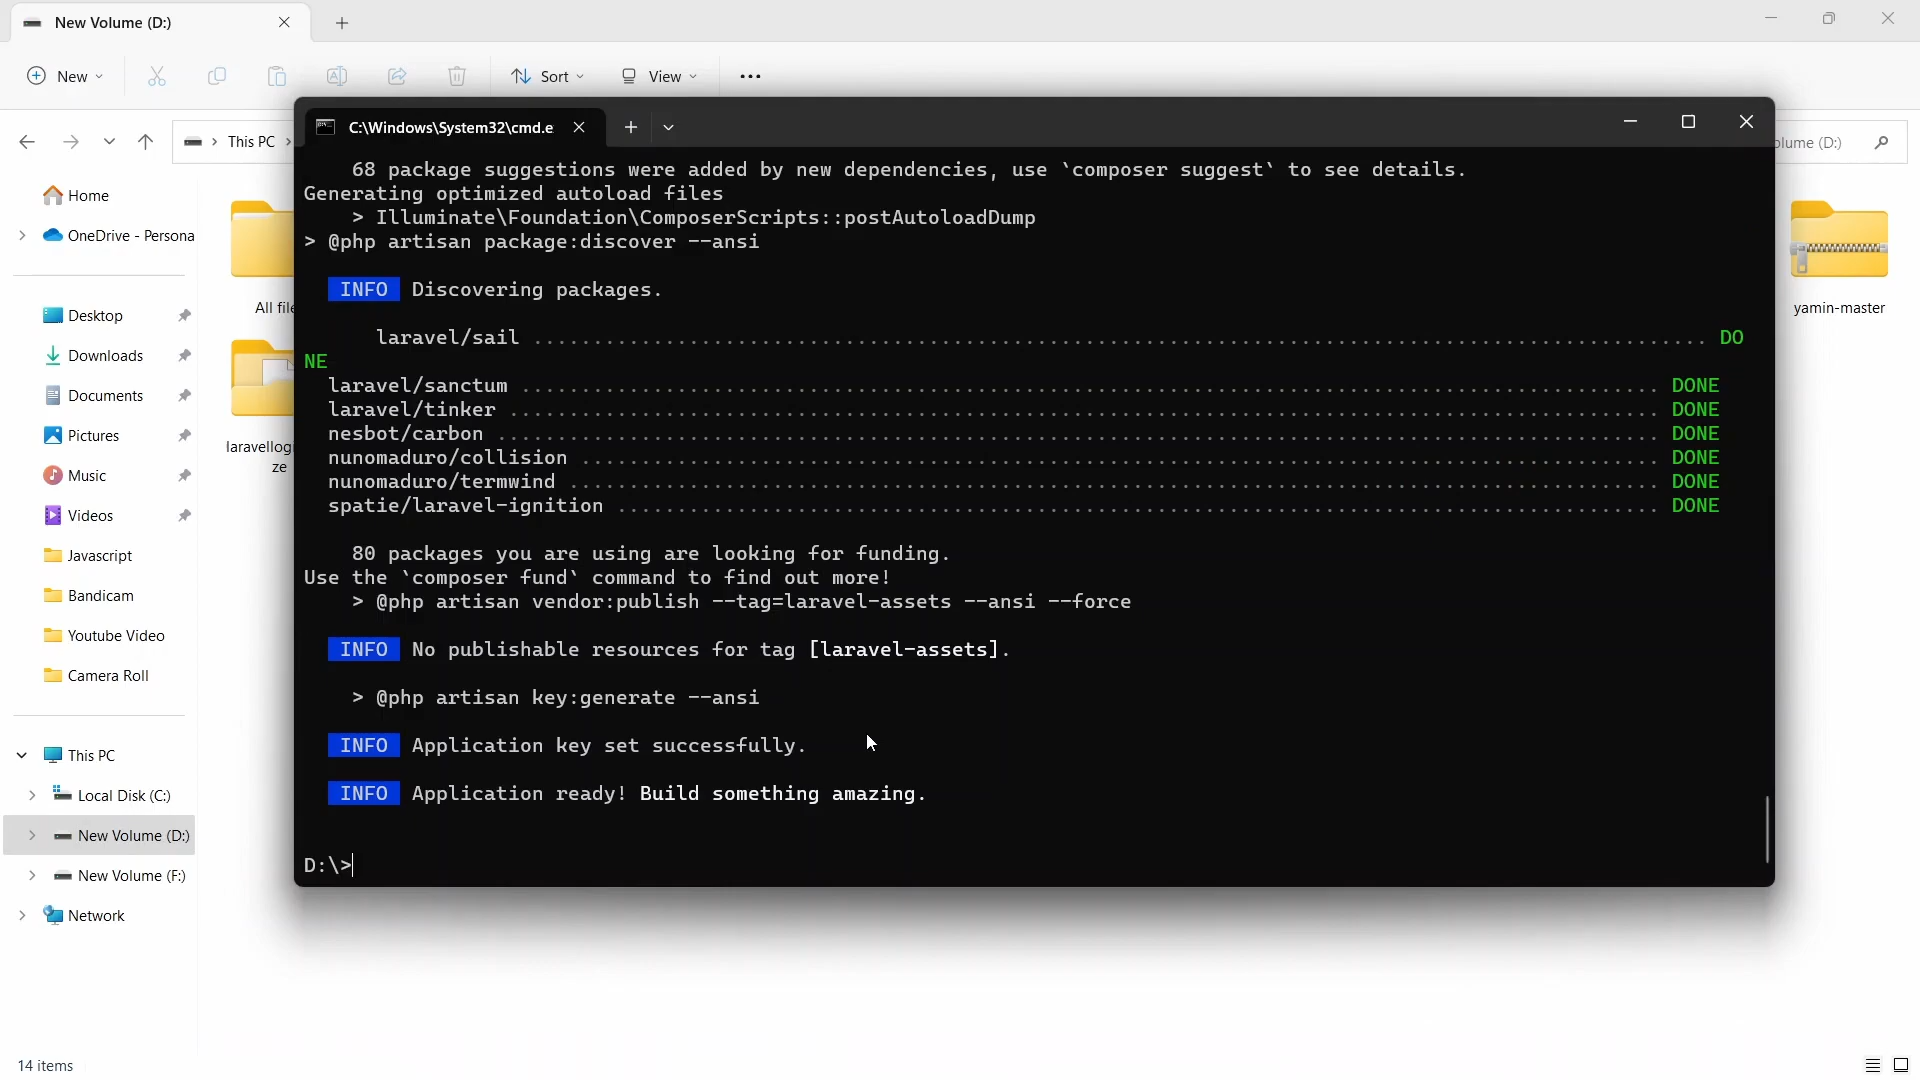 New Volume (D:)
New
Sort
View
This PC
olume (D:)
C:\Windows\System32\cmd.e
68 package suggestions were added by new dependencies, use `composer suggest` to see details.
Generating optimized autoload files
> Illuminate\Foundation\ComposerScripts::postAutoloadDump
> @php artisan package:discover --ansi
INFO Discovering packages.
laravel/sail .................................................................................................. DO
NE
laravel/sanctum ............................................................................................... DONE
laravel/tinker ................................................................................................ DONE
nesbot/carbon ................................................................................................. DONE
nunomaduro/collision .......................................................................................... DONE
nunomaduro/termwind ........................................................................................... DONE
spatie/laravel-ignition ...................................................................................... DONE
80 packages you are using are looking for funding.
Use the `composer fund` command to find out more!
> @php artisan vendor:publish --tag=laravel-assets --ansi --force
INFO No publishable resources for tag [laravel-assets].
> @php artisan key:generate --ansi
INFO Application key set successfully.
INFO Application ready! Build something amazing.
D:\>
Home
OneDrive - Persona
Desktop
Downloads
Documents
Pictures
Music
Videos
Javascript
Bandicam
Youtube Video
Camera Roll
This PC
Local Disk (C:)
New Volume (D:)
New Volume (F:)
Network
All file
laravellog
ze
yamin-master
14 items